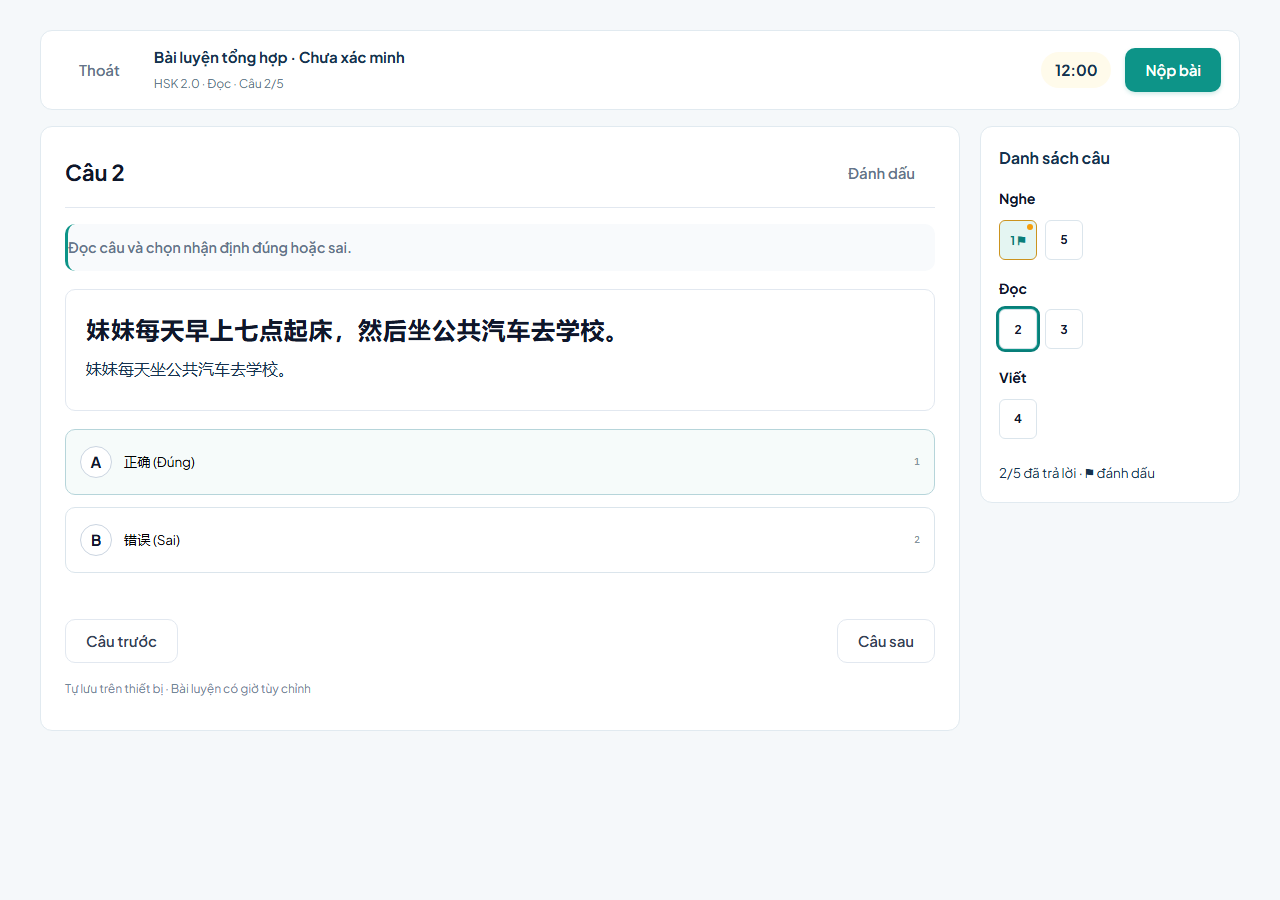 Thoát
Bài luyện tổng hợp · Chưa xác minh
HSK 2.0 · Đọc · Câu 2/5
12:00
Nộp bài
Câu 2
Đánh dấu
Đọc câu và chọn nhận định đúng hoặc sai.
妹妹每天早上七点起床，然后坐公共汽车去学校。
妹妹每天坐公共汽车去学校。
A 正确 (Đúng) 1
B 错误 (Sai) 2
Câu trước
Câu sau
Tự lưu trên thiết bị · Bài luyện có giờ tùy chỉnh
Danh sách câu
Nghe
1⚑ 5
Đọc
2 3
Viết
4
2/5 đã trả lời · ⚑ đánh dấu